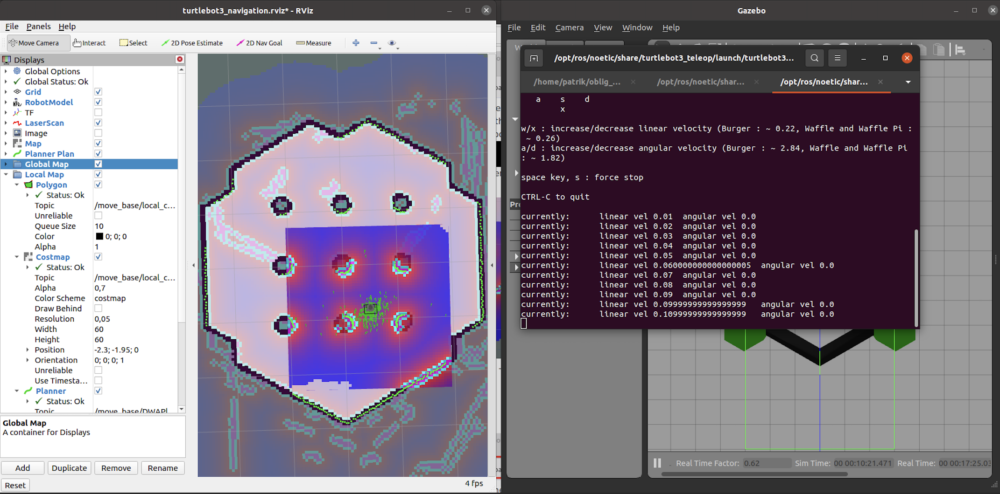 turtlebot3_navigation.rviz* - RViz
File Panels Help
Move Camera Interact Select 2D Pose Estimate 2D Nav Goal Measure
Displays
Global Options
Global Status: Ok
Grid
RobotModel
TF
LaserScan
Image
Map
Planner Plan
Global Map
Local Map
Polygon
Status: Ok
Topic /move_base/local_c...
Unreliable
Queue Size 10
Color 0; 0; 0
Alpha 1
Costmap
Status: Ok
Topic /move_base/local_c...
Alpha 0,7
Color Scheme costmap
Draw Behind
Resolution 0,05
Width 60
Height 60
Position -2.3; -1.95; 0
Orientation 0; 0; 0; 1
Unreliable
Use Timesta...
Planner
Status: Ok
Topic /move_base/DWAPl
Global Map
A container for Displays
Add Duplicate Remove Rename
Reset
4 fps
Gazebo
File Edit Camera View Window Help
/opt/ros/noetic/share/turtlebot3_teleop/launch/turtlebot3...
/home/patrik/oblig_... /opt/ros/noetic/shar... /opt/ros/noetic/shar...
a s d
x
w/x : increase/decrease linear velocity (Burger : ~ 0.22, Waffle and Waffle Pi :
~ 0.26)
a/d : increase/decrease angular velocity (Burger : ~ 2.84, Waffle and Waffle Pi
: ~ 1.82)
space key, s : force stop
CTRL-C to quit
currently: linear vel 0.01 angular vel 0.0
currently: linear vel 0.02 angular vel 0.0
currently: linear vel 0.03 angular vel 0.0
currently: linear vel 0.04 angular vel 0.0
currently: linear vel 0.05 angular vel 0.0
currently: linear vel 0.060000000000000005 angular vel 0.0
currently: linear vel 0.07 angular vel 0.0
currently: linear vel 0.08 angular vel 0.0
currently: linear vel 0.09 angular vel 0.0
currently: linear vel 0.09999999999999999 angular vel 0.0
currently: linear vel 0.10999999999999999 angular vel 0.0
Real Time Factor: 0.62 Sim Time: 00 00:10:21.471 Real Time: 00 00:17:25.03